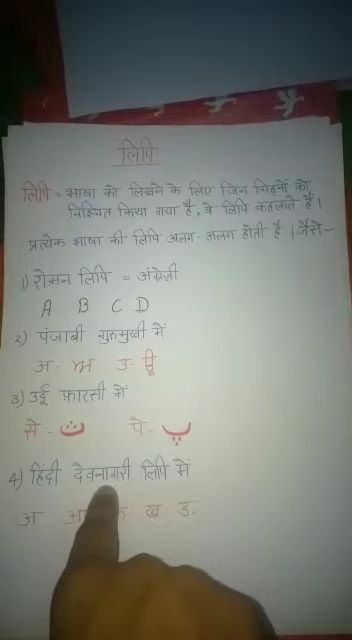 लिपि
लिपि = भाषा को लिखने के लिए जिन चिह्नों को
निश्चित किया गया है, वे लिपि कहलाते है।
प्रत्येक भाषा की लिपि अलग-अलग होती है। जैसे-
1) रोमन लिपि = अंग्रेज़ी
A B C D
2) पंजाबी गुरुमुखी में
अ - ਅ उ -
3) उर्दू फ़ारसी में
से - ث पे - پ
4) हिंदी देवनागरी लिपि में
अ आ ख ड.